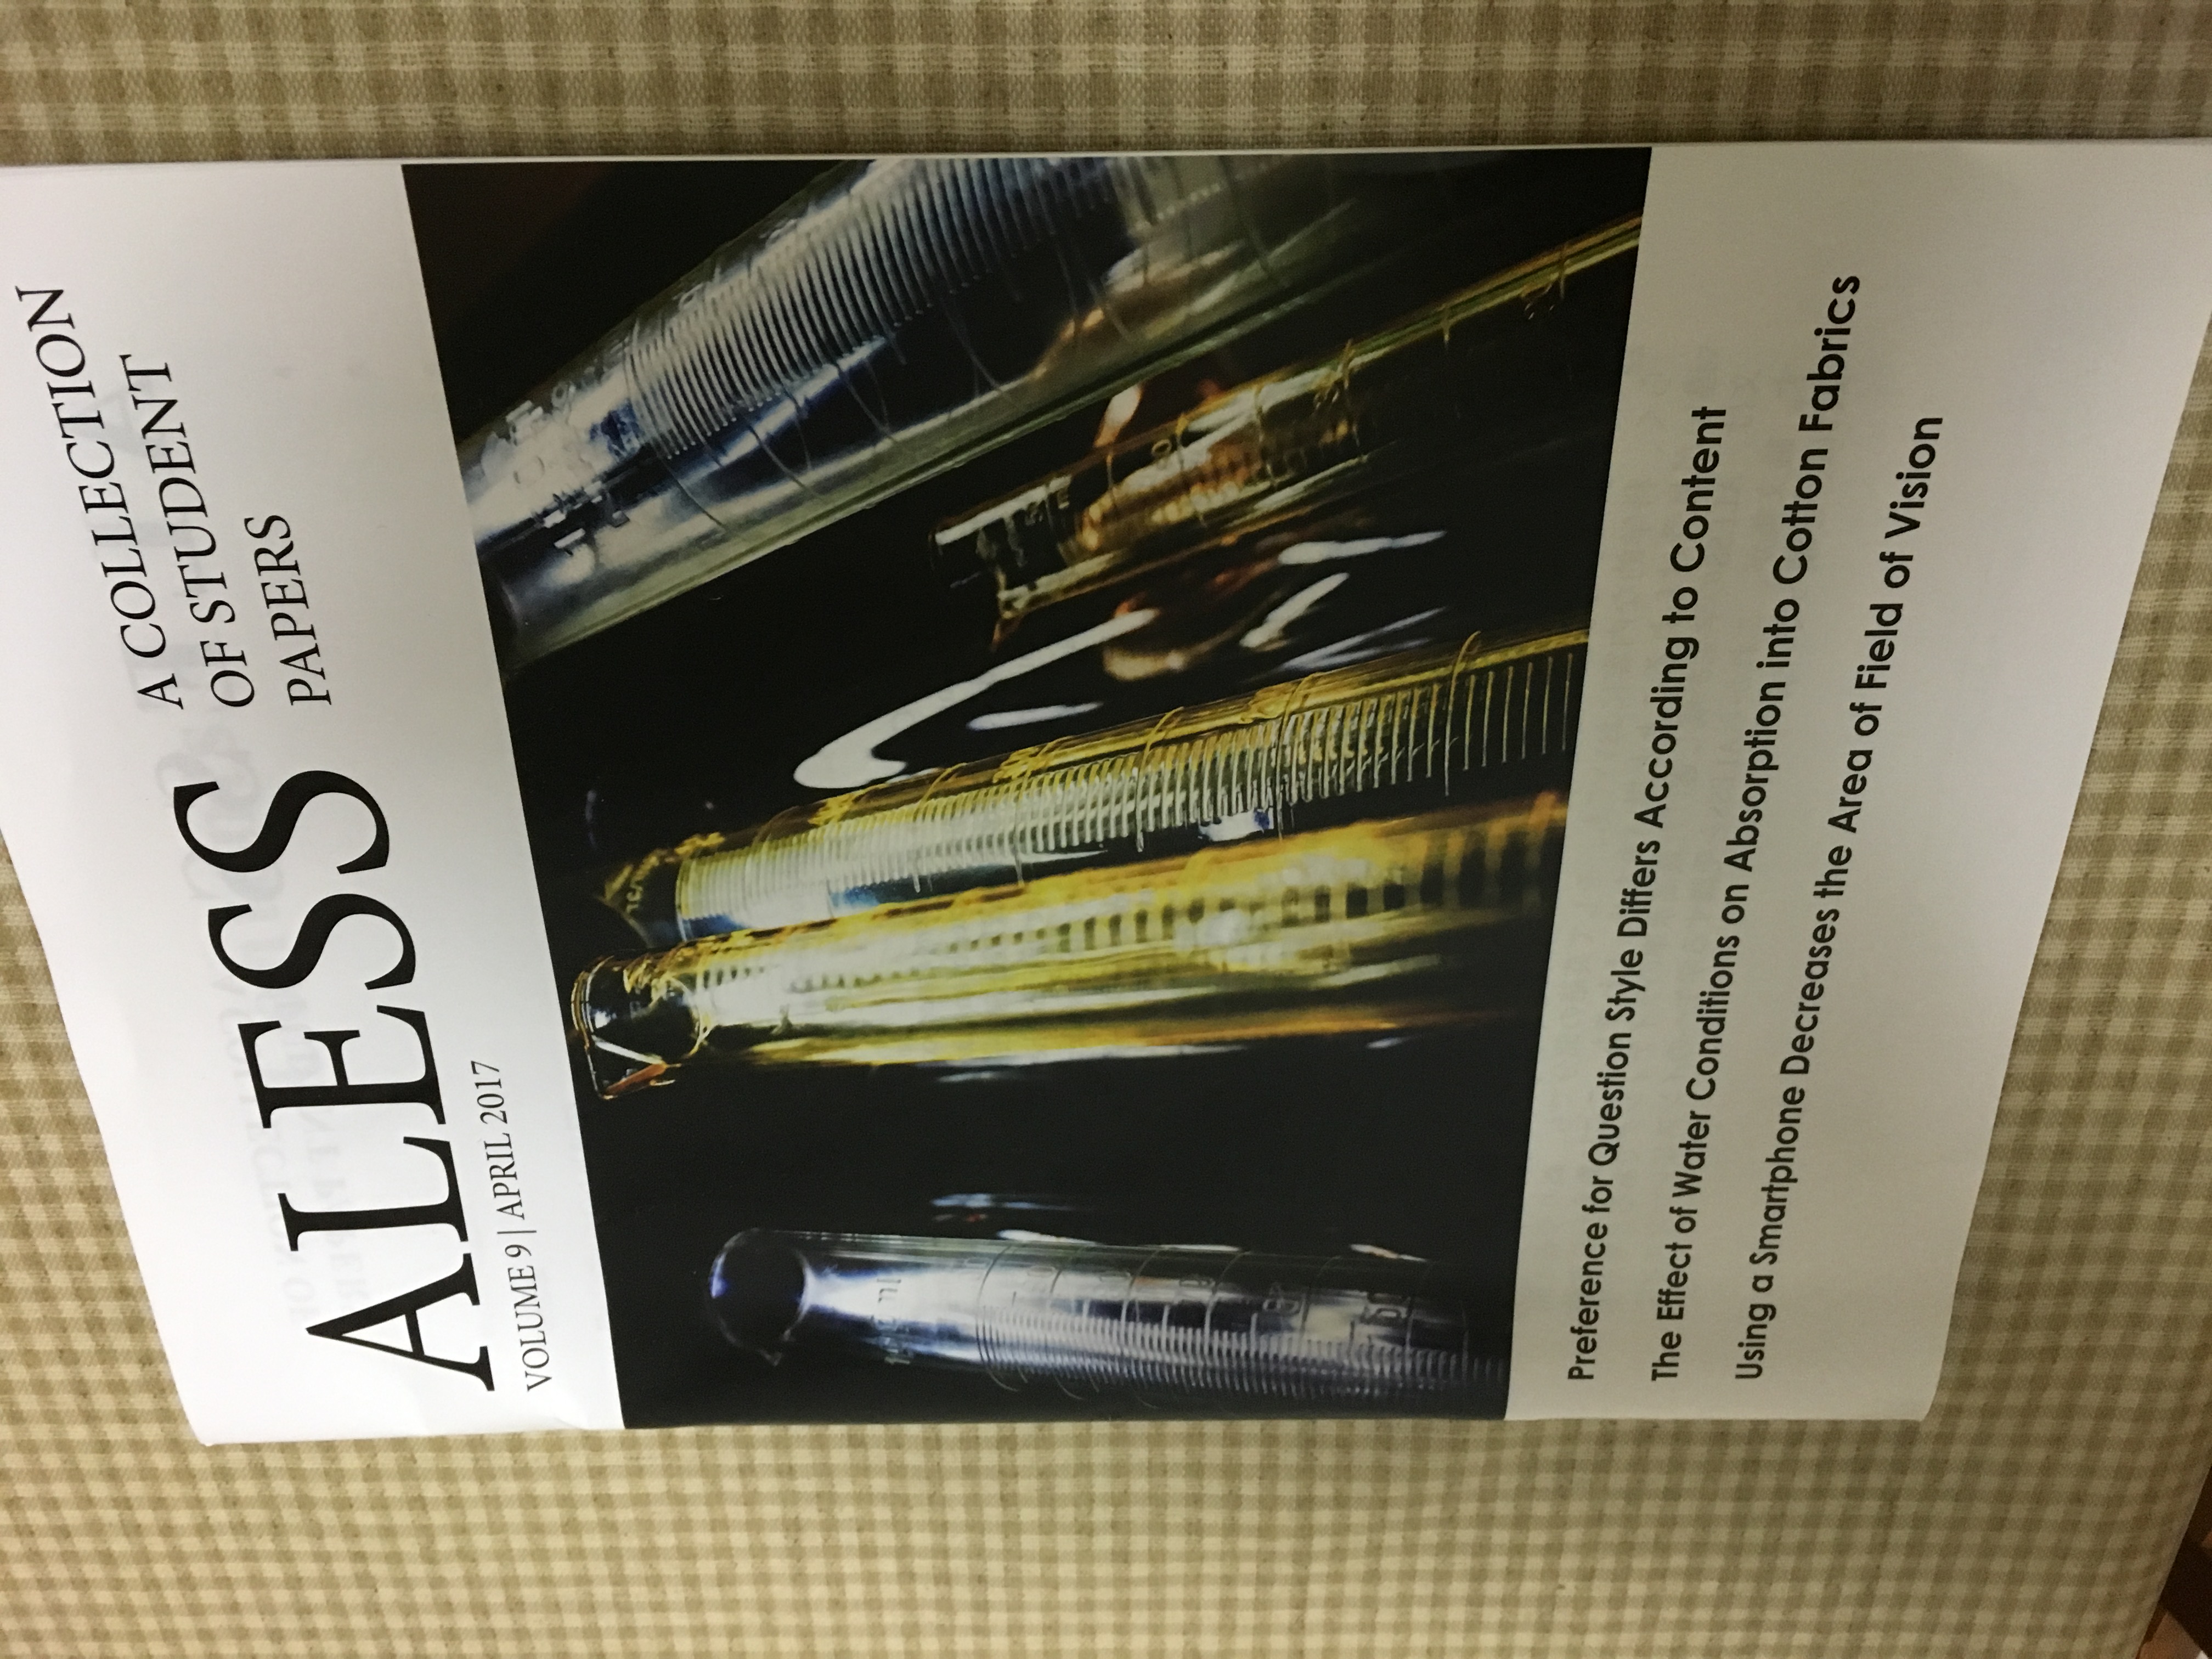 ALESS
A COLLECTION
OF STUDENT
PAPERS
VOLUME 9 | APRIL 2017
Preference for Question Style Differs According to Content
The Effect of Water Conditions on Absorption into Cotton Fabrics
Using a Smartphone Decreases the Area of Field of Vision